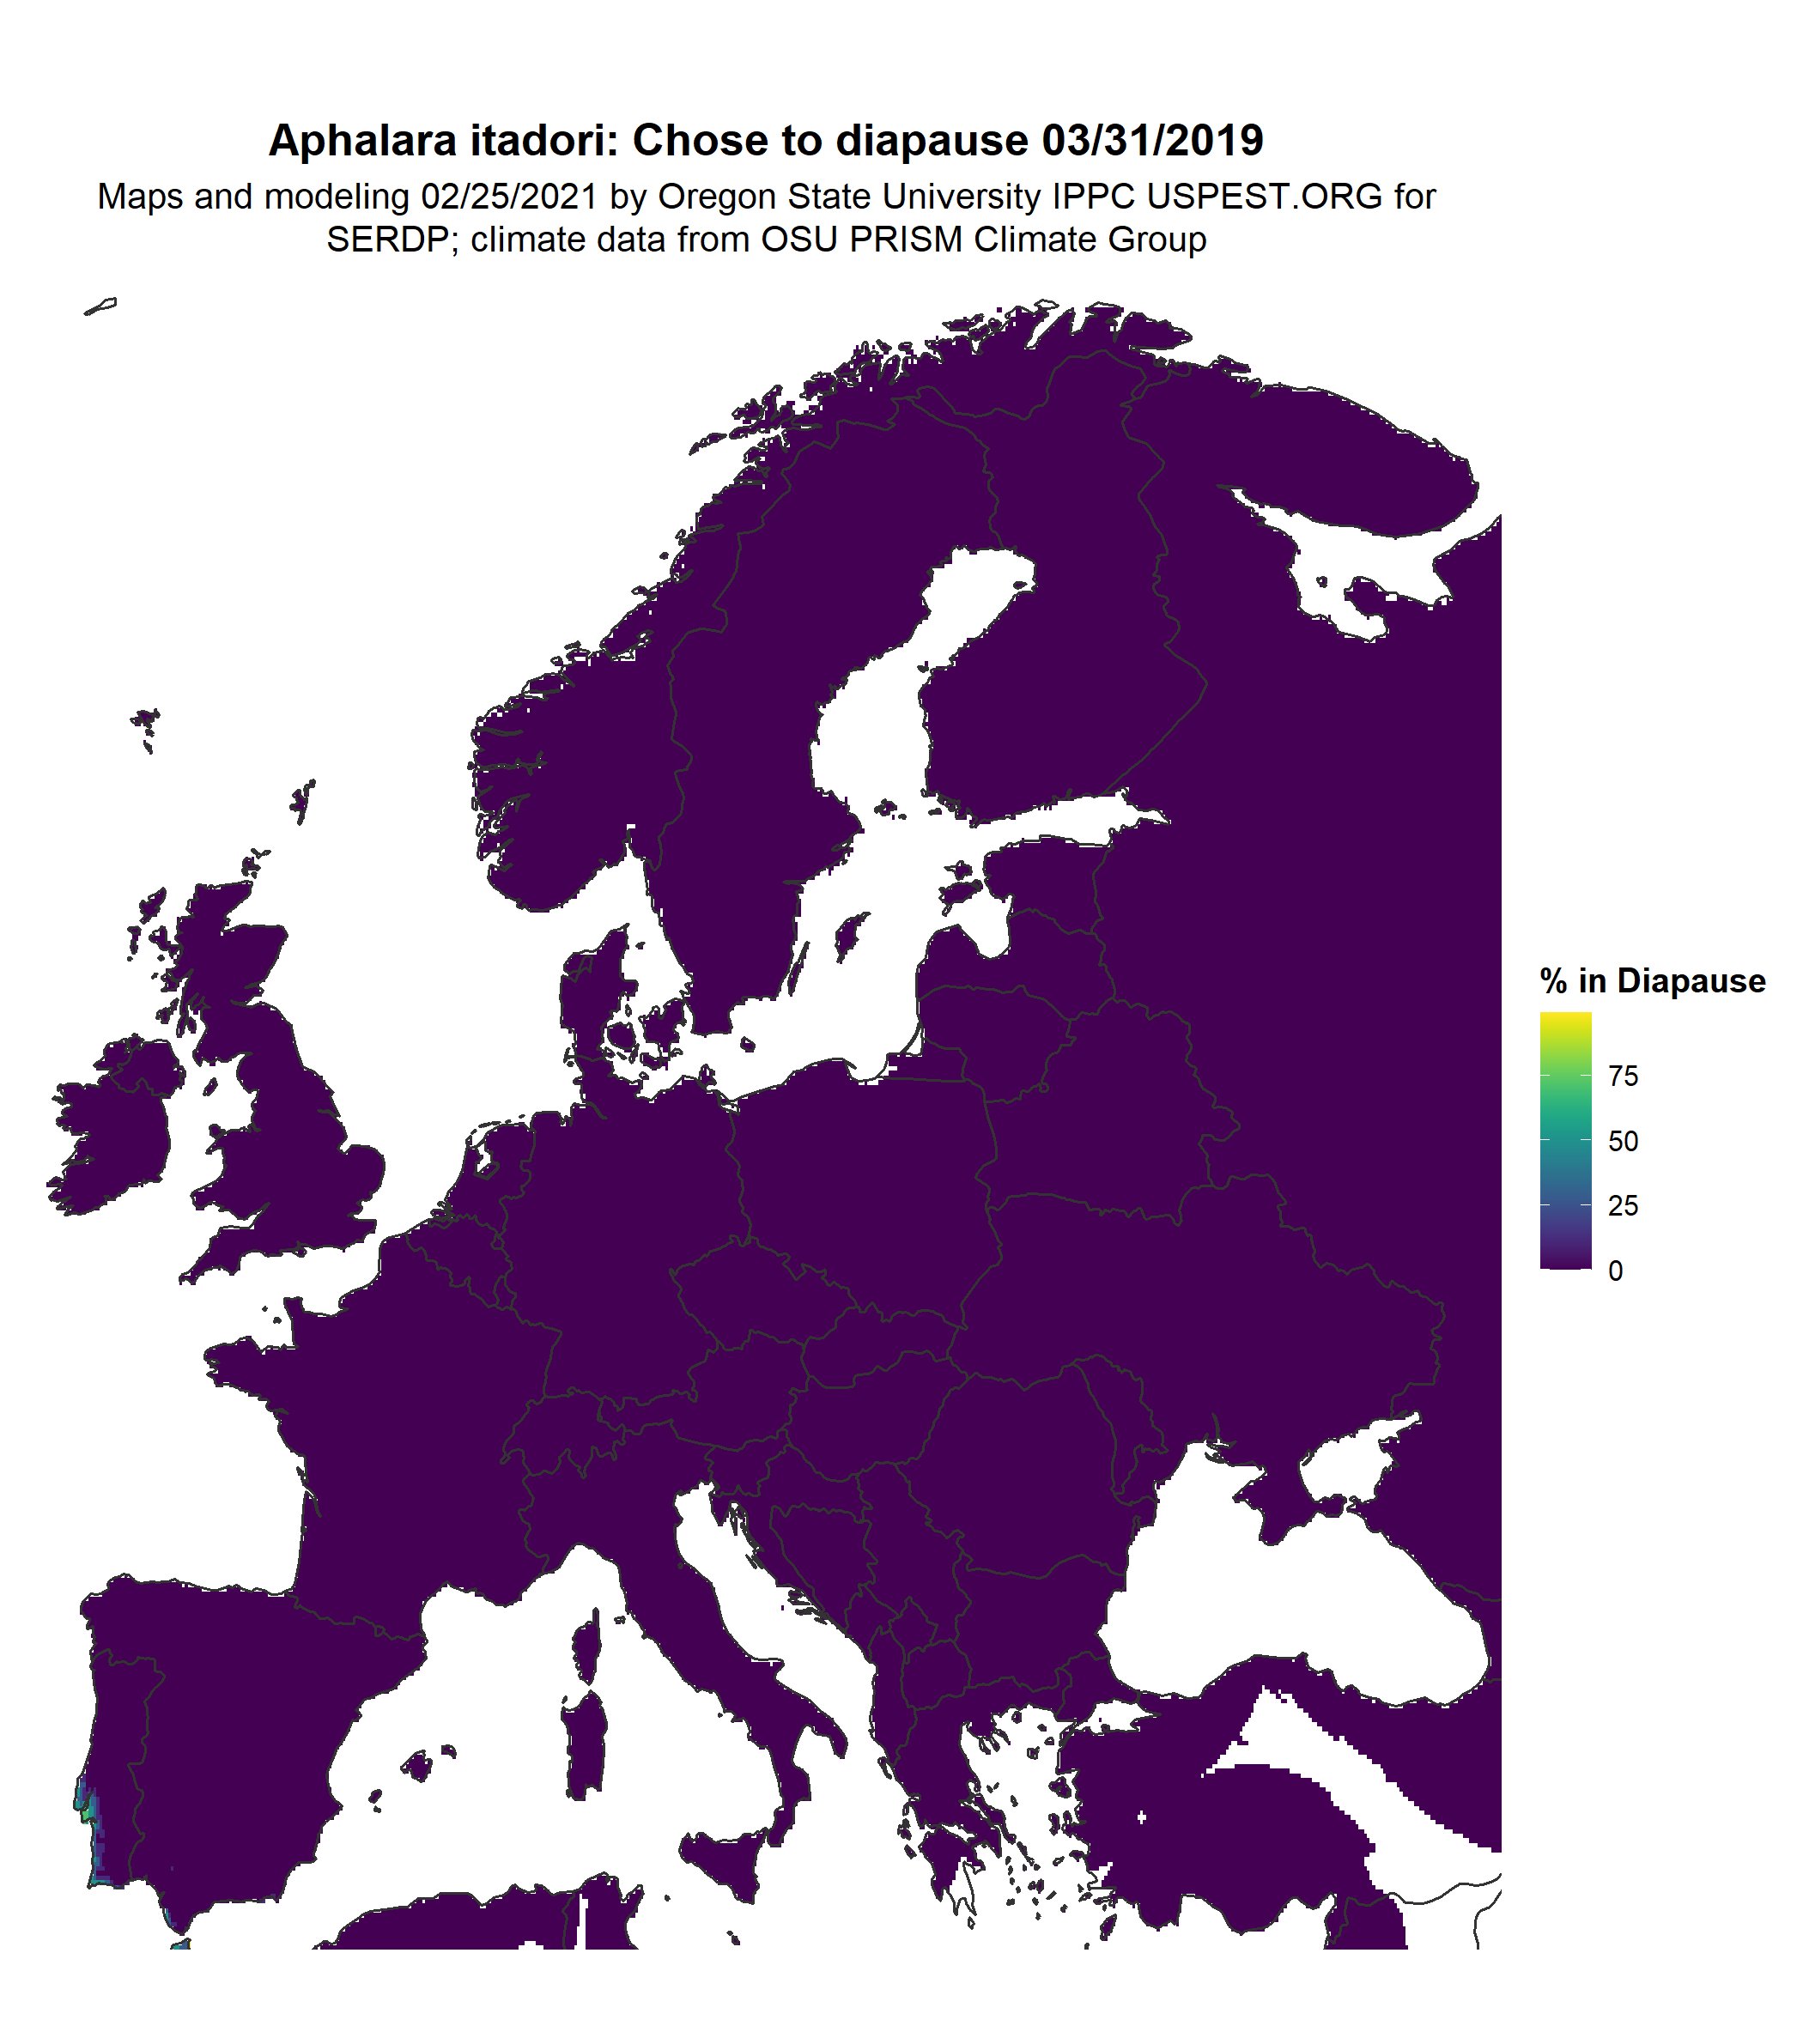 Aphalara itadori: Chose to diapause 03/31/2019
Maps and modeling 02/25/2021 by Oregon State University IPPC USPEST.ORG for
SERDP; climate data from OSU PRISM Climate Group
% in Diapause
75
50
25
0